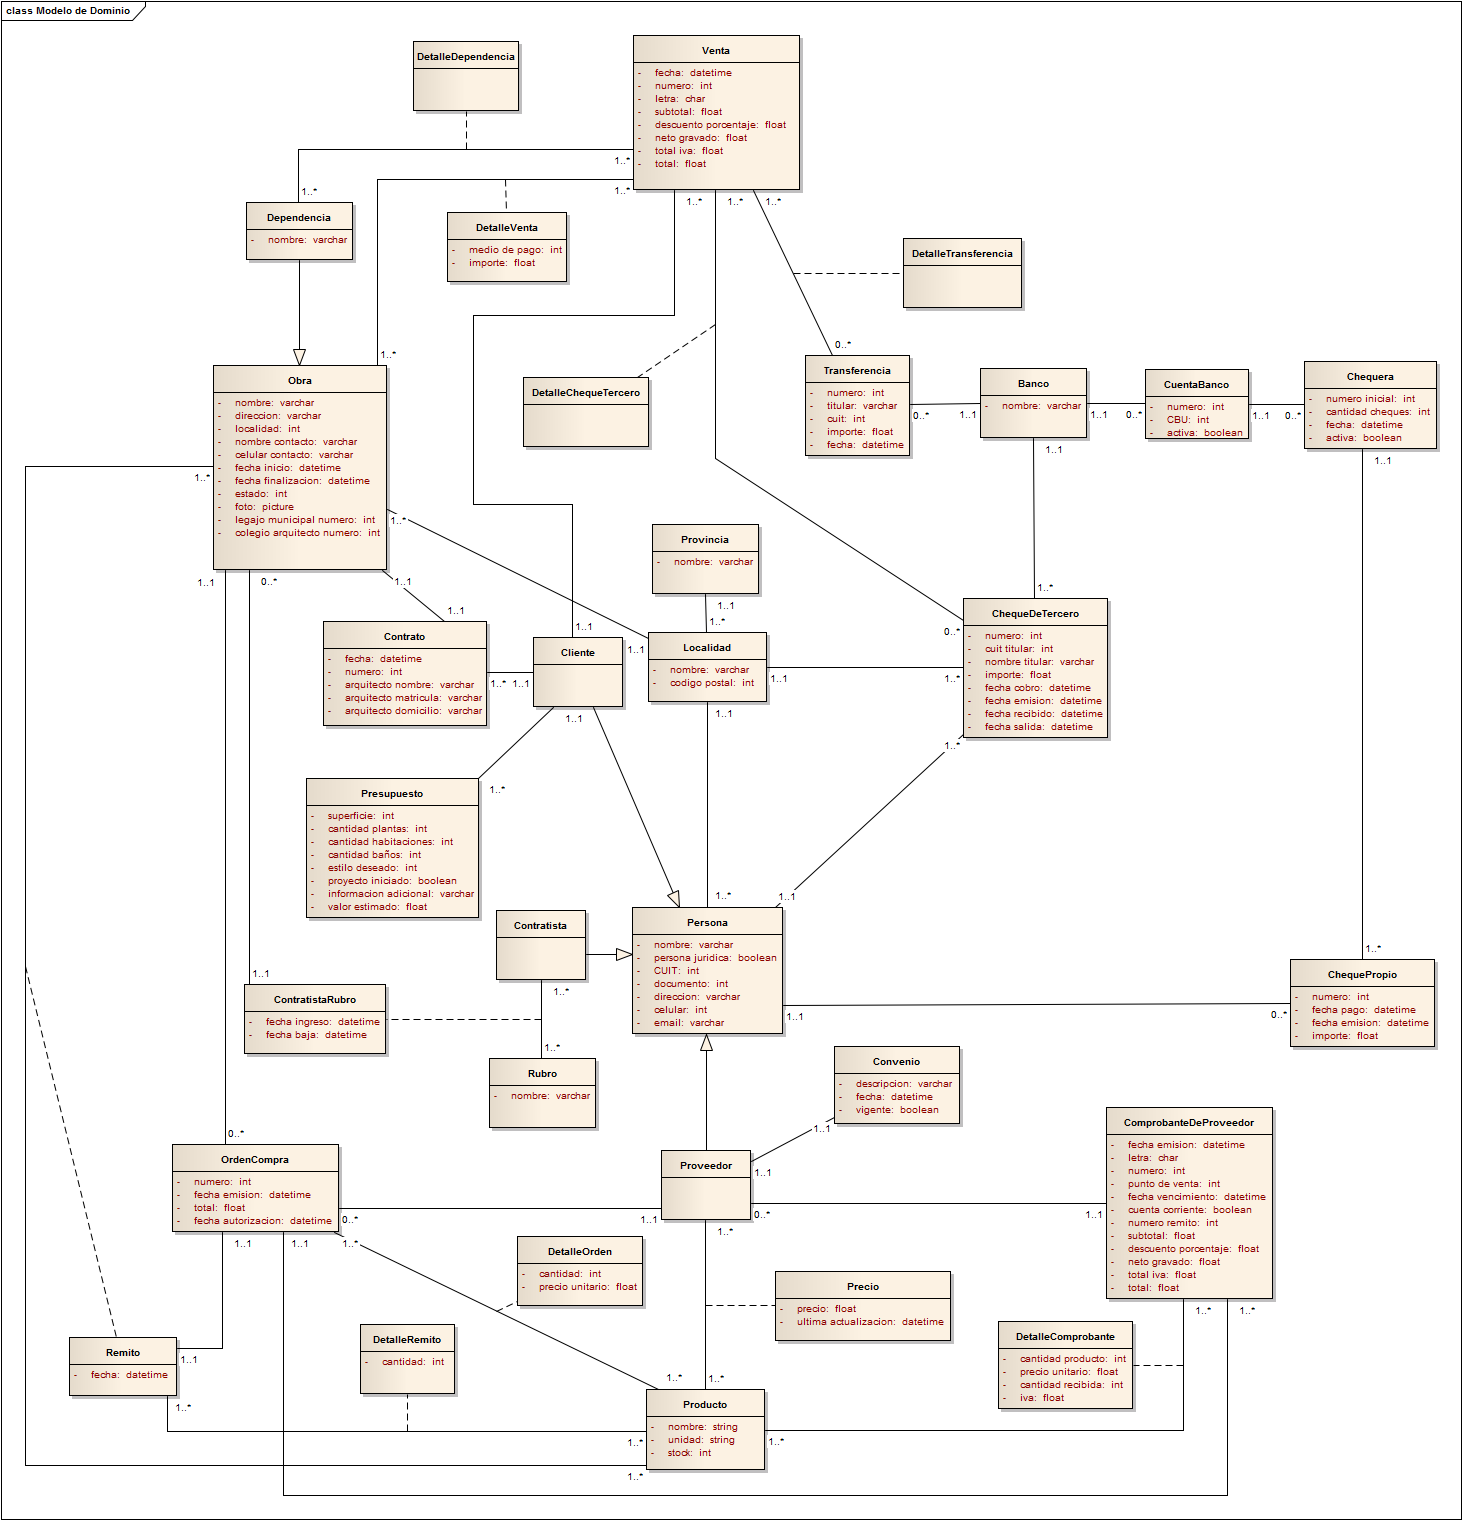 class Modelo de Dominio
DetalleDependencia
Venta
- fecha: datetime
- numero: int
- letra: char
- subtotal: float
- descuento porcentaje: float
- neto gravado: float
- total iva: float
- total: float
1..*
1..*
1..*
1..*
1..*
1..*
Dependencia
- nombre: varchar
DetalleVenta
- medio de pago: int
- importe: float
DetalleTransferencia
1..*
0..*
Obra
- nombre: varchar
- direccion: varchar
- localidad: int
- nombre contacto: varchar
- celular contacto: varchar
- fecha inicio: datetime
- fecha finalizacion: datetime
- estado: int
- foto: picture
- legajo municipal numero: int
- colegio arquitecto numero: int
DetalleChequeTercero
Transferencia
- numero: int
- titular: varchar
- cuit: int
- importe: float
- fecha: datetime
0..*
1..1
Banco
- nombre: varchar
1..1
0..*
CuentaBanco
- numero: int
- CBU: int
- activa: boolean
1..1
0..*
Chequera
- numero inicial: int
- cantidad cheques: int
- fecha: datetime
- activa: boolean
1..1
1..1
1..*
1..*
Provincia
- nombre: varchar
1..1
0..*
1..1
1..1
1..1
1..*
1..*
Contrato
- fecha: datetime
- numero: int
- arquitecto nombre: varchar
- arquitecto matricula: varchar
- arquitecto domicilio: varchar
1..*
1..1
1..1
Cliente
1..1
1..1
Localidad
- nombre: varchar
- codigo postal: int
1..1
1..1
0..*
1..*
ChequeDeTercero
- numero: int
- cuit titular: int
- nombre titular: varchar
- importe: float
- fecha cobro: datetime
- fecha emision: datetime
- fecha recibido: datetime
- fecha salida: datetime
1..*
1..*
Presupuesto
- superficie: int
- cantidad plantas: int
- cantidad habitaciones: int
- cantidad baños: int
- estilo deseado: int
- proyecto iniciado: boolean
- informacion adicional: varchar
- valor estimado: float
1..*
1..1
Contratista
1..*
Persona
- nombre: varchar
- persona juridica: boolean
- CUIT: int
- documento: int
- direccion: varchar
- celular: int
- email: varchar
1..1
1..*
ChequePropio
- numero: int
- fecha pago: datetime
- fecha emision: datetime
- importe: float
0..*
1..1
ContratistaRubro
- fecha ingreso: datetime
- fecha baja: datetime
1..*
Rubro
- nombre: varchar
Convenio
- descripcion: varchar
- fecha: datetime
- vigente: boolean
1..1
1..1
0..*
OrdenCompra
- numero: int
- fecha emision: datetime
- total: float
- fecha autorizacion: datetime
0..*
1..1
1..1
1..*
Proveedor
1..1
0..*
1..*
1..1
ComprobanteDeProveedor
- fecha emision: datetime
- letra: char
- numero: int
- punto de venta: int
- fecha vencimiento: datetime
- cuenta corriente: boolean
- numero remito: int
- subtotal: float
- descuento porcentaje: float
- neto gravado: float
- total iva: float
- total: float
1..*
1..*
DetalleOrden
- cantidad: int
- precio unitario: float
Precio
- precio: float
- ultima actualizacion: datetime
DetalleRemito
- cantidad: int
DetalleComprobante
- cantidad producto: int
- precio unitario: float
- cantidad recibida: int
- iva: float
Remito
- fecha: datetime
1..1
1..*
1..*
1..*
Producto
- nombre: string
- unidad: string
- stock: int
1..*
1..*
1..*